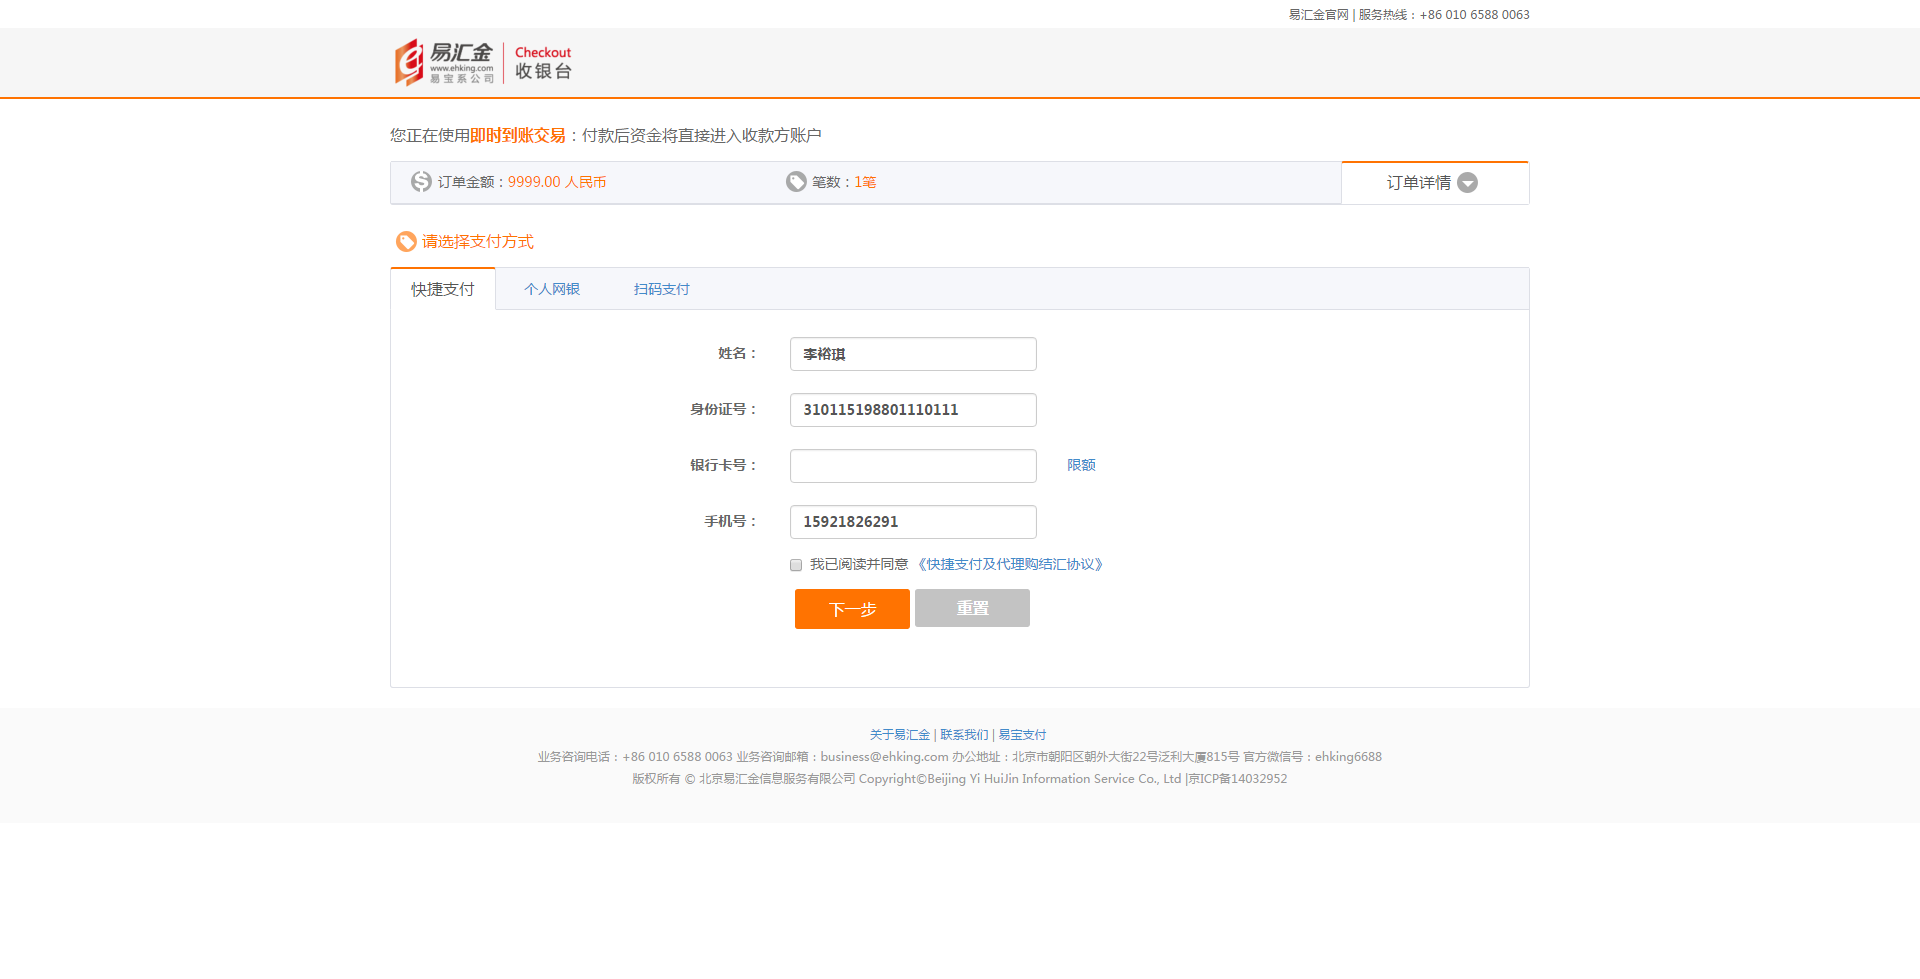 易汇金官网 | 服务热线：+86 010 6588 0063
易汇金
www.ehking.com
易宝系公司
Checkout
收银台
您正在使用即时到账交易：付款后资金将直接进入收款方账户
订单金额：9999.00 人民币 笔数：1笔 订单详情
请选择支付方式
快捷支付 个人网银 扫码支付
姓名： 李裕琪
身份证号： 310115198801110111
银行卡号： 限额
手机号： 15921826291
我已阅读并同意 《快捷支付及代理购结汇协议》
下一步 重置
关于易汇金 | 联系我们 | 易宝支付
业务咨询电话：+86 010 6588 0063 业务咨询邮箱：business@ehking.com 办公地址：北京市朝阳区朝外大街22号泛利大厦815号 官方微信号：ehking6688
版权所有 © 北京易汇金信息服务有限公司 Copyright©Beijing Yi HuiJin Information Service Co., Ltd |京ICP备14032952